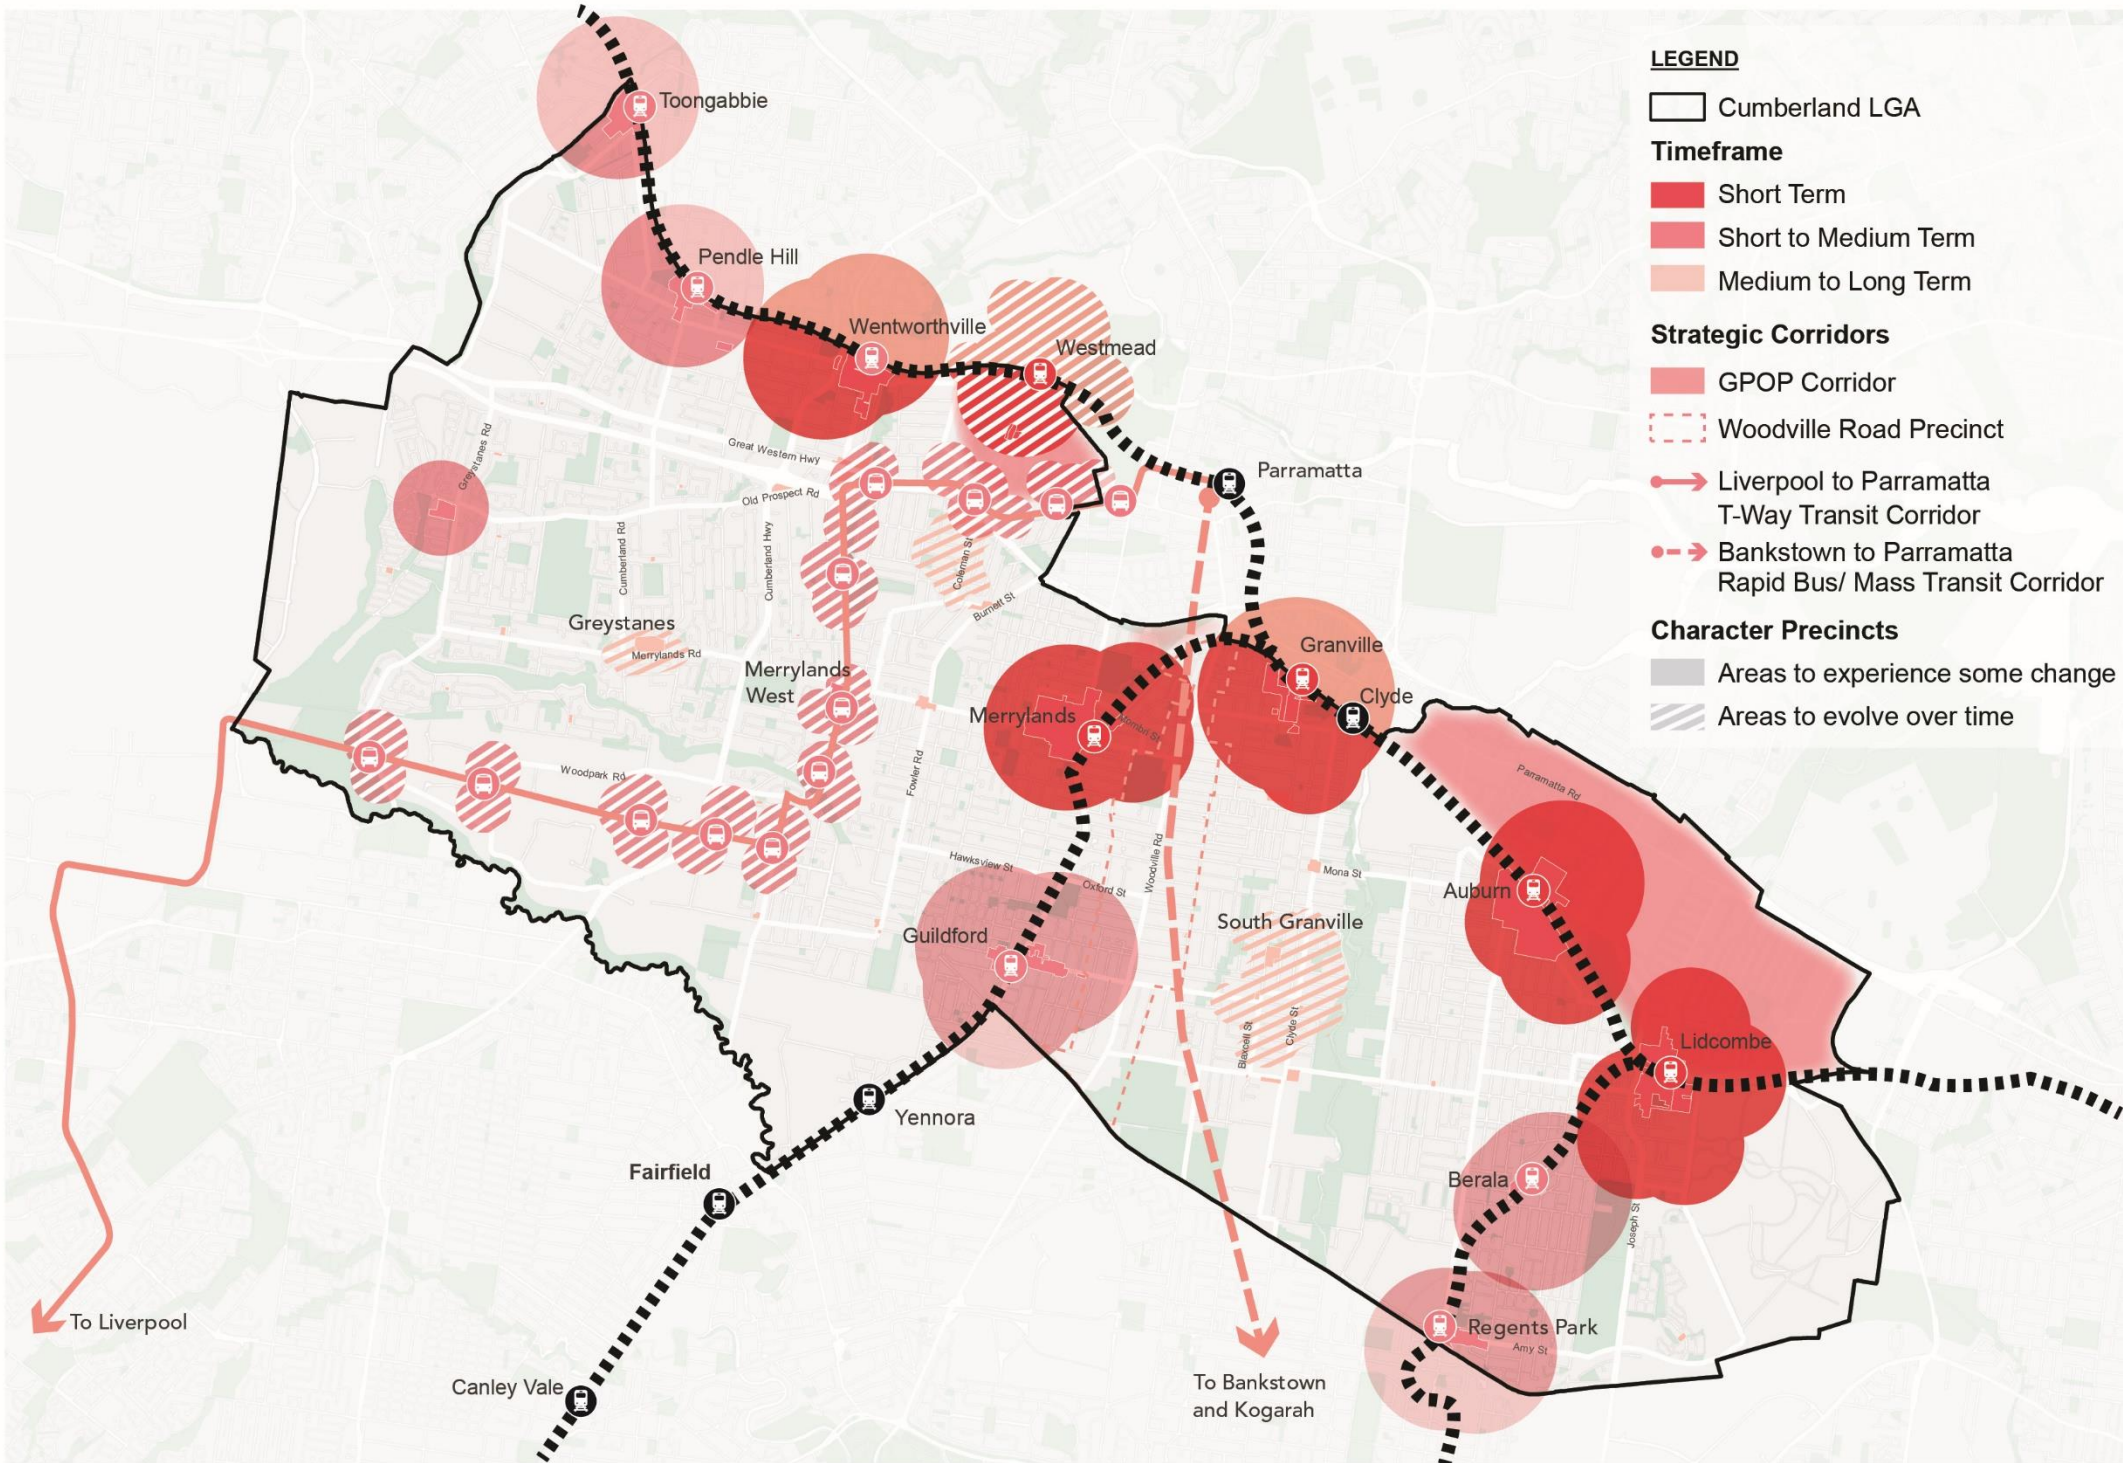 LEGEND
Cumberland LGA
Timeframe
Short Term
Short to Medium Term
Medium to Long Term
Strategic Corridors
GPOP Corridor
Woodville Road Precinct
Liverpool to Parramatta
T-Way Transit Corridor
Bankstown to Parramatta
Rapid Bus/ Mass Transit Corridor
Character Precincts
Areas to experience some change
Areas to evolve over time
Toongabbie
Pendle Hill
Wentworthville
Westmead
Parramatta
Great Western Hwy
Greystanes Rd
Old Prospect Rd
Cumberland Rd
Cumberland Hwy
Coleman St
Burnett St
Greystanes
Merrylands Rd
Merrylands
West
Granville
Clyde
Merrylands
Fowler Rd
Woodpark Rd
Parramatta Rd
Hawksview St
Oxford St
Woodville Rd
Mona St
Auburn
South Granville
Guildford
Blaxcell St
Clyde St
Lidcombe
Yennora
Fairfield
Berala
Joseph St
Regents Park
Amy St
To Liverpool
Canley Vale
To Bankstown
and Kogarah